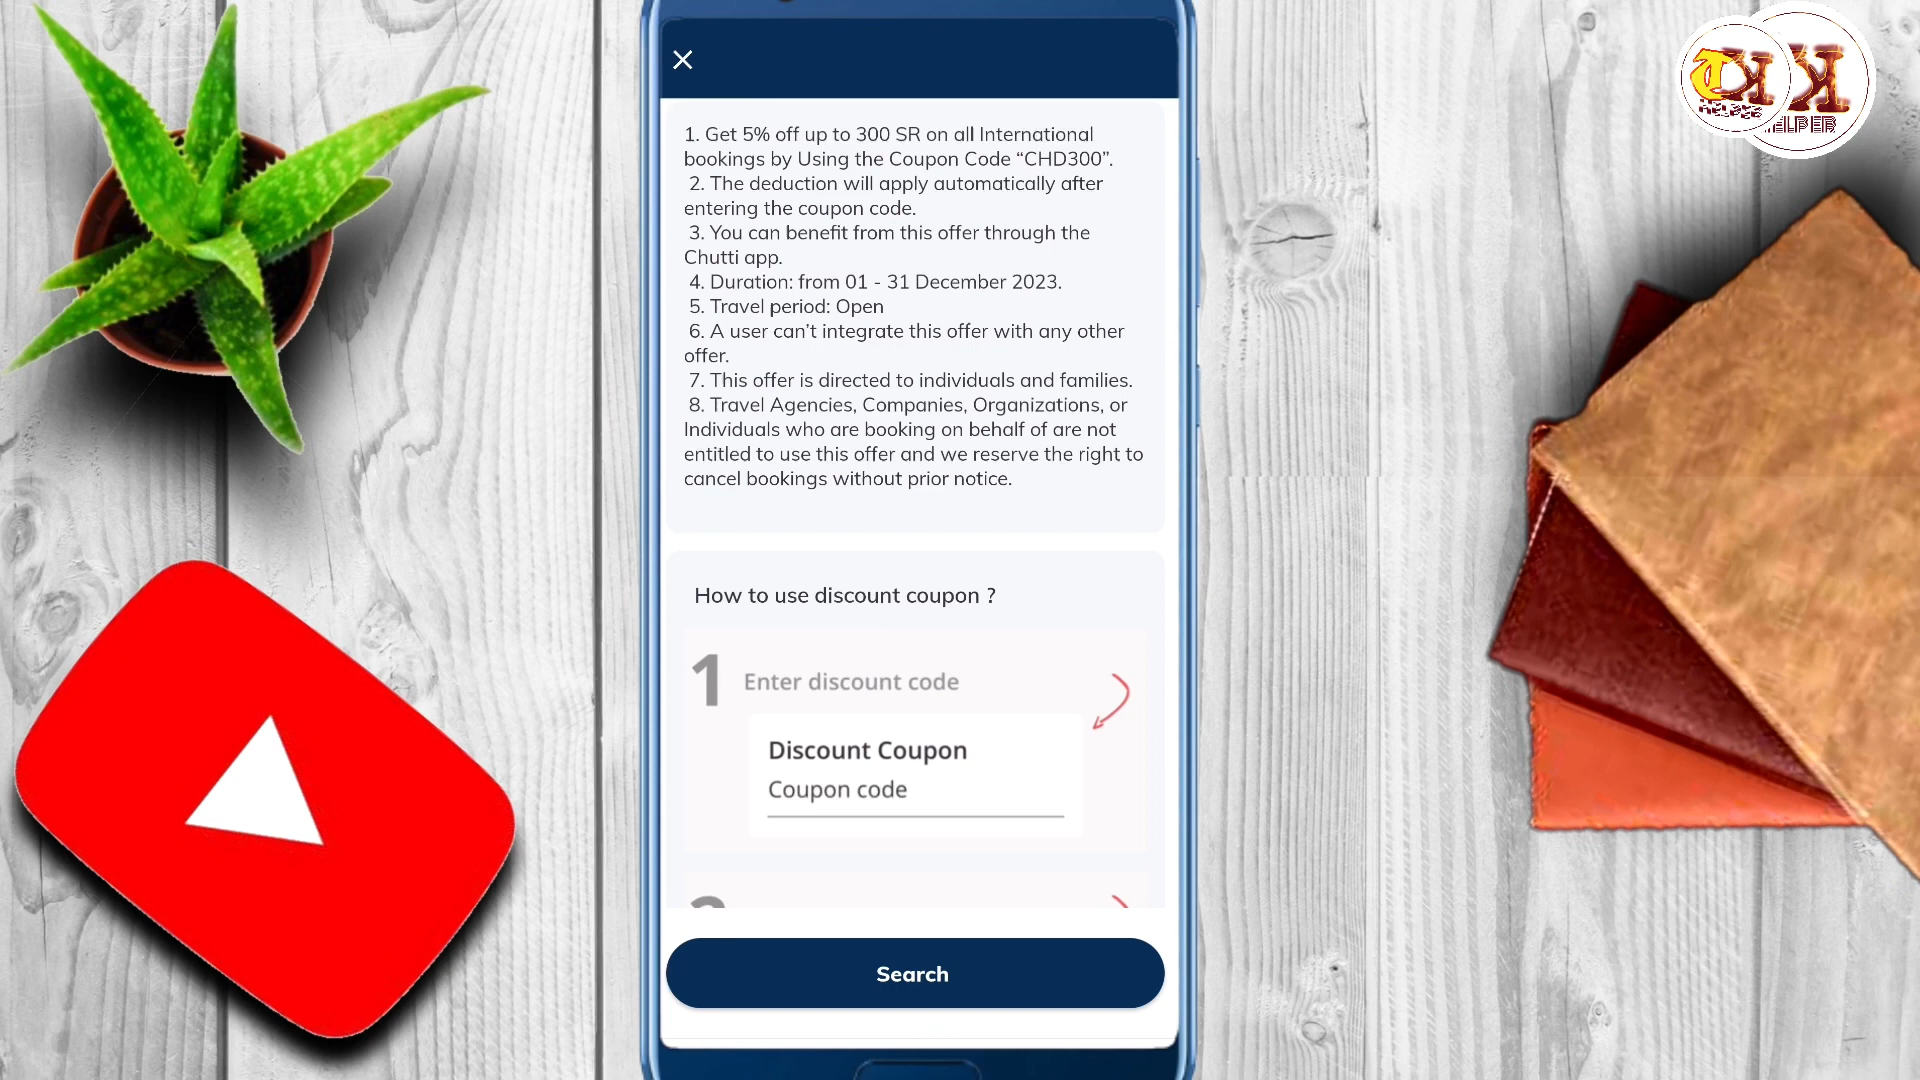 1. Get 5% off up to 300 SR on all International
bookings by Using the Coupon Code “CHD300”.
2. The deduction will apply automatically after
entering the coupon code.
3. You can benefit from this offer through the
Chutti app.
4. Duration: from 01 - 31 December 2023.
5. Travel period: Open
6. A user can’t integrate this offer with any other
offer.
7. This offer is directed to individuals and families.
8. Travel Agencies, Companies, Organizations, or
Individuals who are booking on behalf of are not
entitled to use this offer and we reserve the right to
cancel bookings without prior notice.
How to use discount coupon ?
1 Enter discount code
Discount Coupon
Coupon code
Search